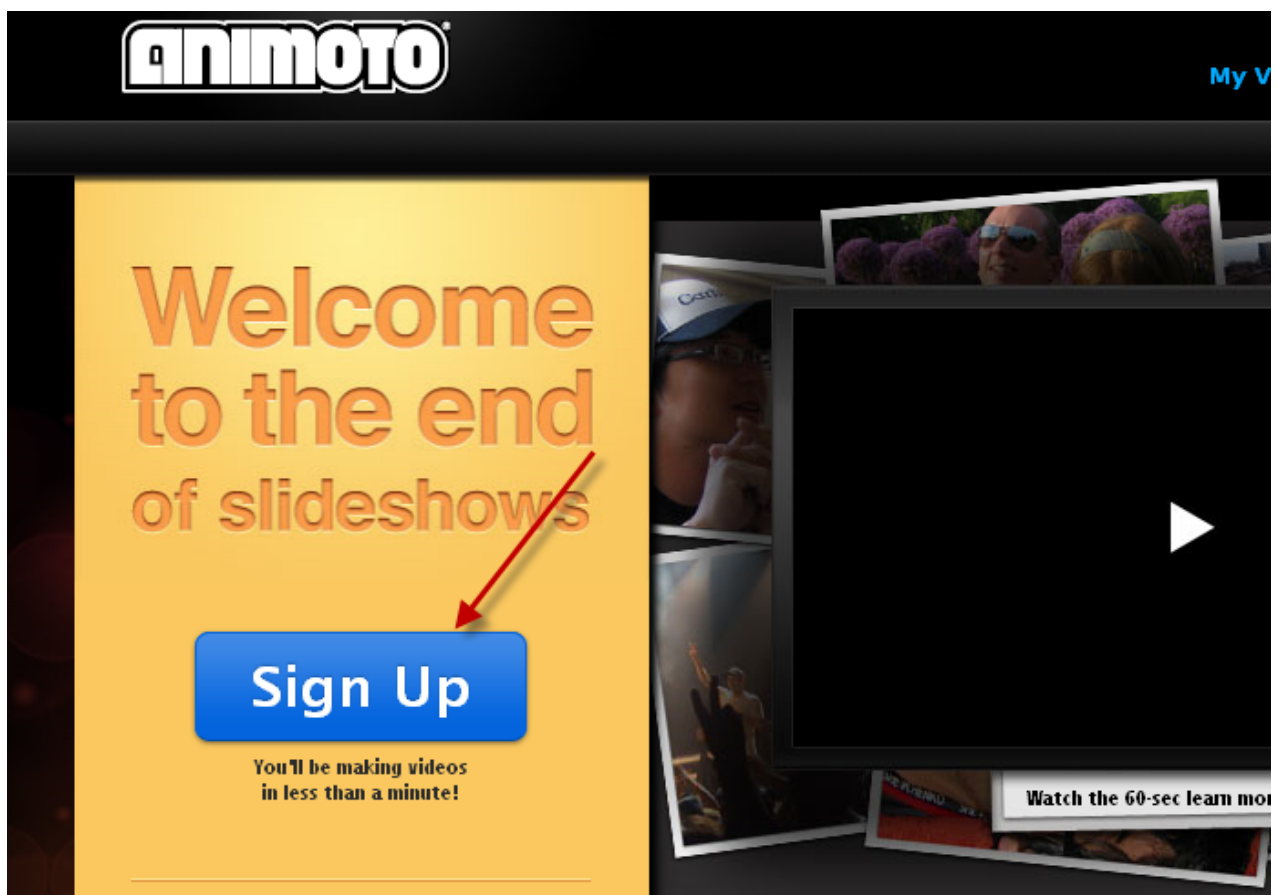 animoto
My V
Welcome
to the end
of slideshows
Sign Up
You'll be making videos
in less than a minute!
Watch the 60-sec learn mor